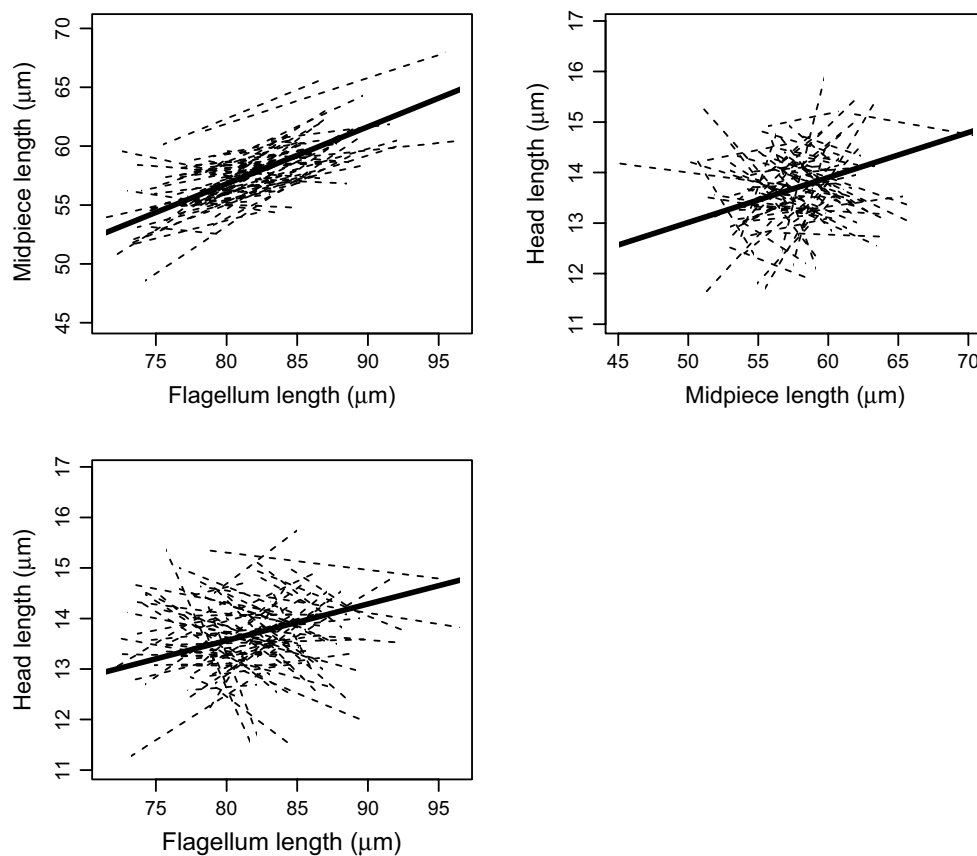 70
65
60
55
50
45
Midpiece length (μm)
75 80 85 90 95
Flagellum length (μm)
17
16
15
14
13
12
11
Head length (μm)
45 50 55 60 65 70
Midpiece length (μm)
17
16
15
14
13
12
11
Head length (μm)
75 80 85 90 95
Flagellum length (μm)